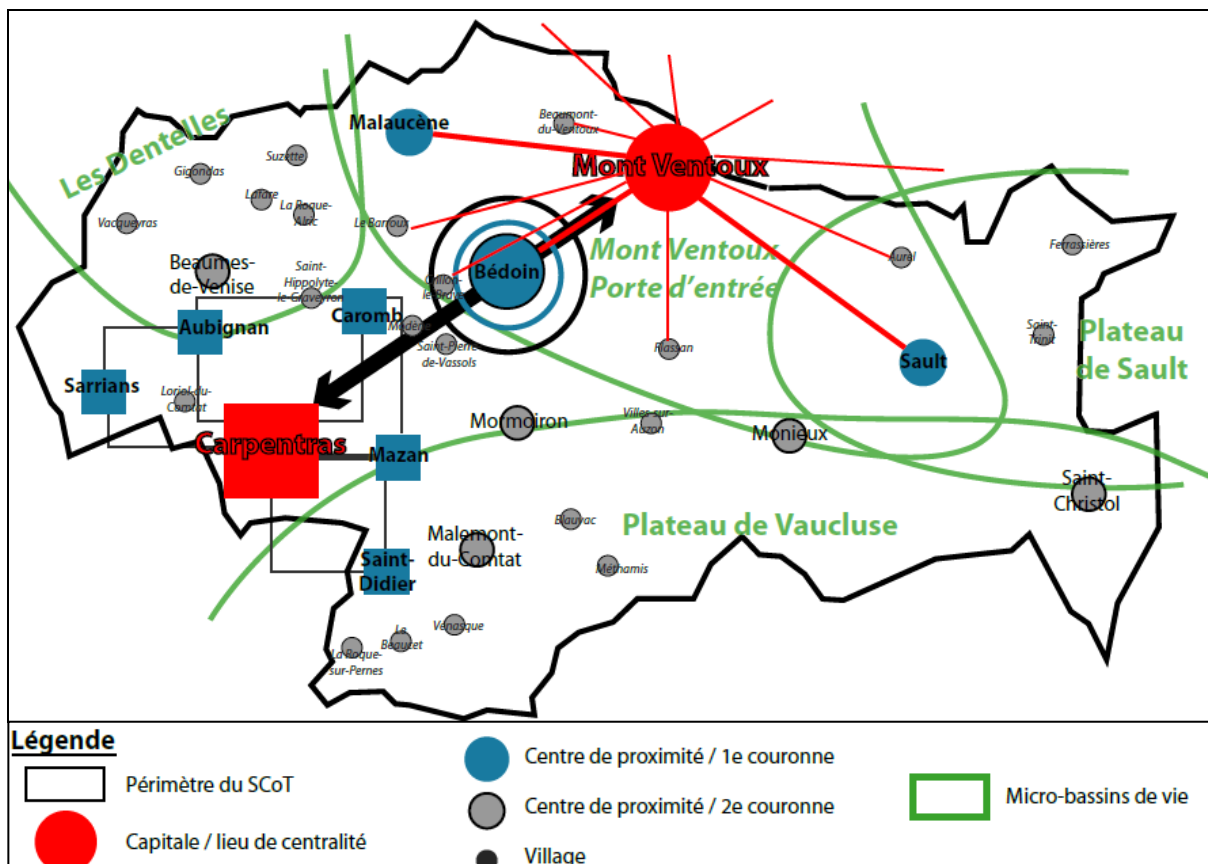 Les Dentelles
Malaucène
Beaumont-
du-Ventoux
Mont Ventoux
Gigondas
Suzette
Lafare
La Roque-
Alric
Vacqueyras
Le Barroux
Beaumes-
de-Venise
Saint-
Hippolyte-
le-Graveyron
Crillon-
le-Brave
Bédoin
Mont Ventoux
Porte d'entrée
Aurel
Ferrassières
Aubignan
Caromb
Modène
Saint-Pierre-
de-Vassols
Flassan
Saint-
Trinit
Plateau
de Sault
Sault
Sarrians
Loriol-du-
Comtat
Carpentras
Mazan
Mormoiron
Villes-sur-
Auzon
Monieux
Saint-
Christol
Malemont-
du-Comtat
Blauvac
Plateau de Vaucluse
Méthamis
Saint-
Didier
Le
Beaucet
Venasque
La Roque-
sur-Pernes
Légende
Périmètre du SCoT
Capitale / lieu de centralité
Centre de proximité / 1e couronne
Centre de proximité / 2e couronne
Village
Micro-bassins de vie